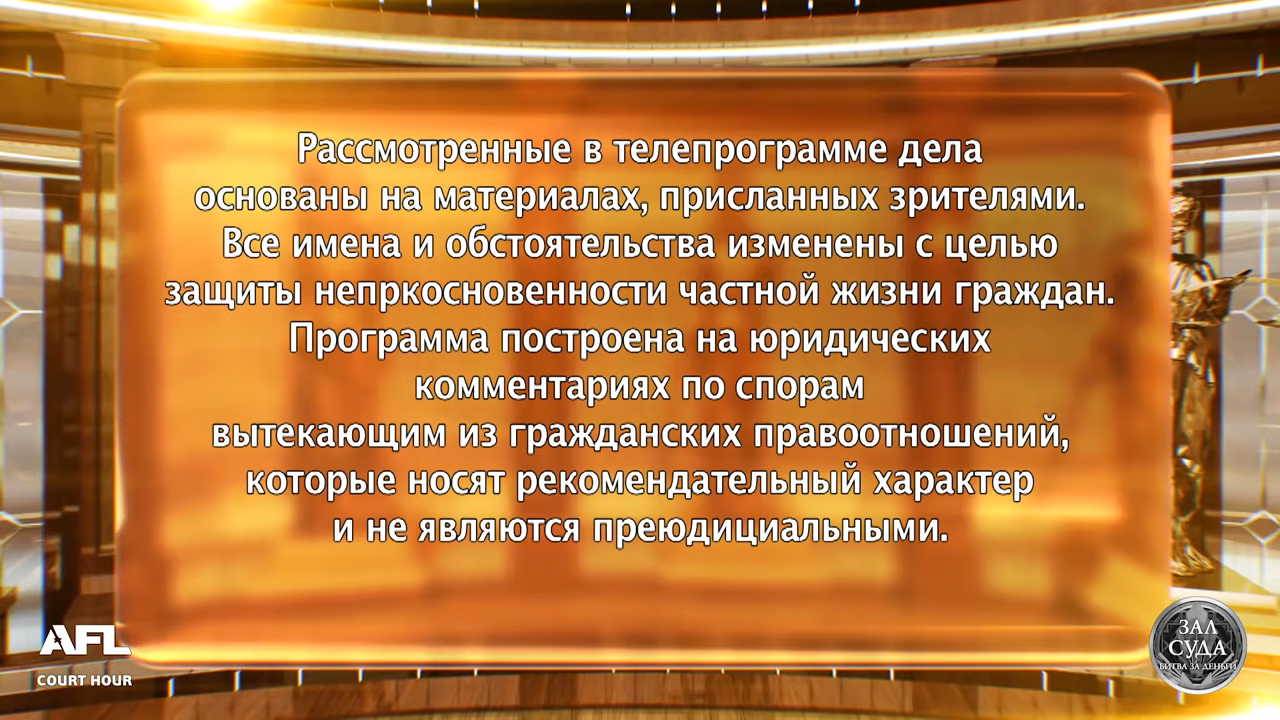 Рассмотренные в телепрограмме дела
основаны на материалах, присланных зрителями.
Все имена и обстоятельства изменены с целью
защиты непркосновенности частной жизни граждан.
Программа построена на юридических
комментариях по спорам
вытекающим из гражданских правоотношений,
которые носят рекомендательный характер
и не являются преюдициальными.
AFL
COURT HOUR
ЗАЛ
СУДА
БИТВА ЗА ДЕНЬГИ